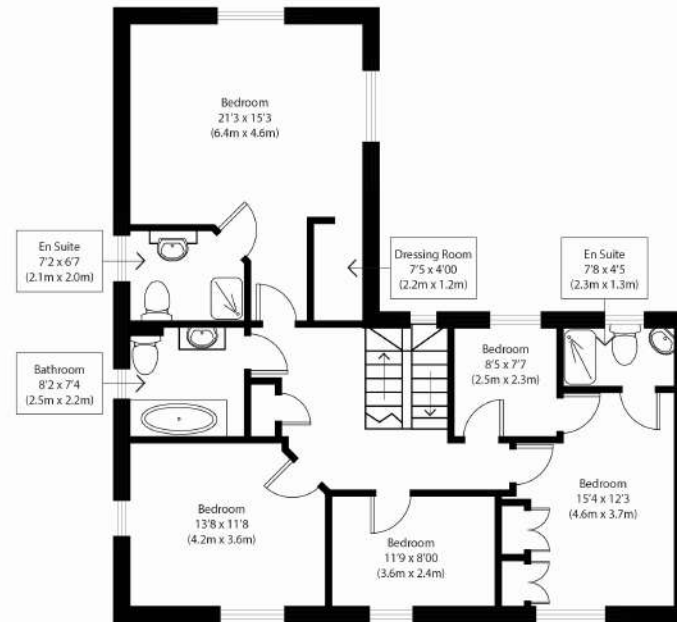 Bedroom
21'3 x 15'3
(6.4m x 4.6m)
En Suite
7'2 x 6'7
(2.1m x 2.0m)
Dressing Room
7'5 x 4'00
(2.2m x 1.2m)
En Suite
7'8 x 4'5
(2.3m x 1.3m)
Bathroom
8'2 x 7'4
(2.5m x 2.2m)
Bedroom
8'5 x 7'7
(2.5m x 2.3m)
Bedroom
13'8 x 11'8
(4.2m x 3.6m)
Bedroom
11'9 x 8'00
(3.6m x 2.4m)
Bedroom
15'4 x 12'3
(4.6m x 3.7m)